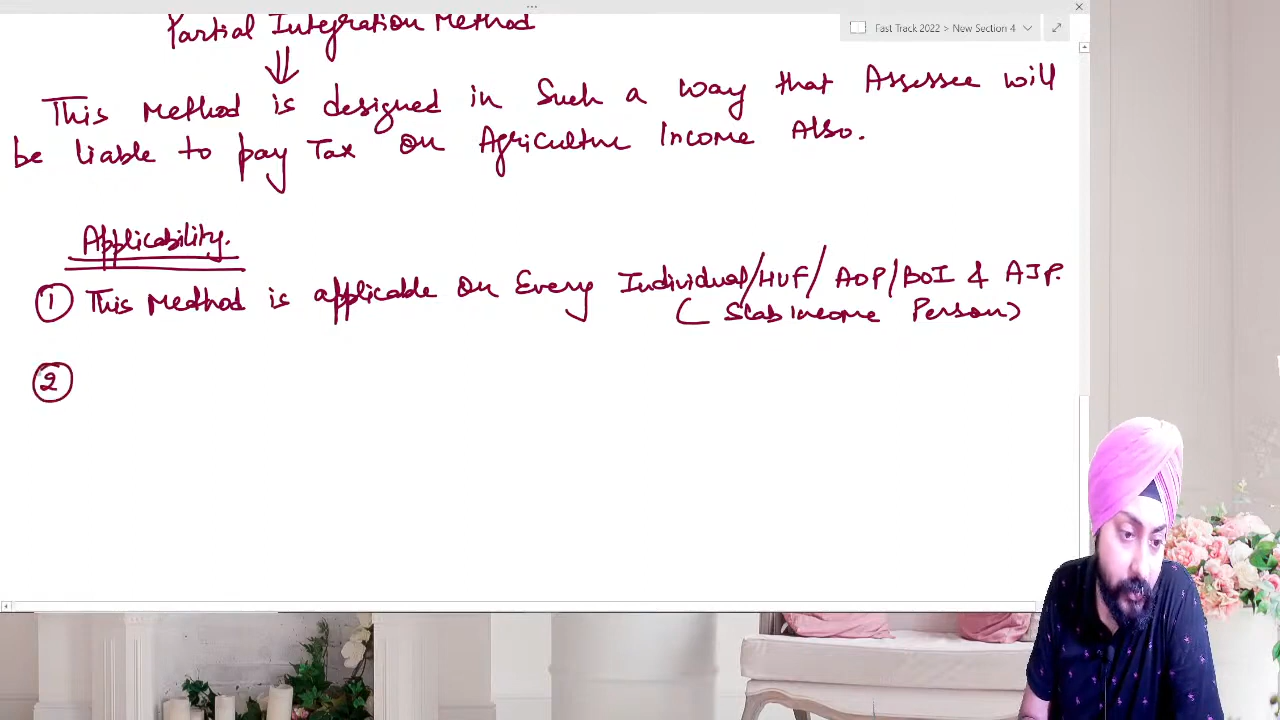 Partial Integration Method
Fast Track 2022 > New Section 4
This Method is designed in Such a way that Assessee will
be liable to pay Tax on Agriculture Income Also.
Applicability.
① This Method is applicable on Every Individual/HUF/ AOP/BOI & AJP.
( Slab income Person)
②